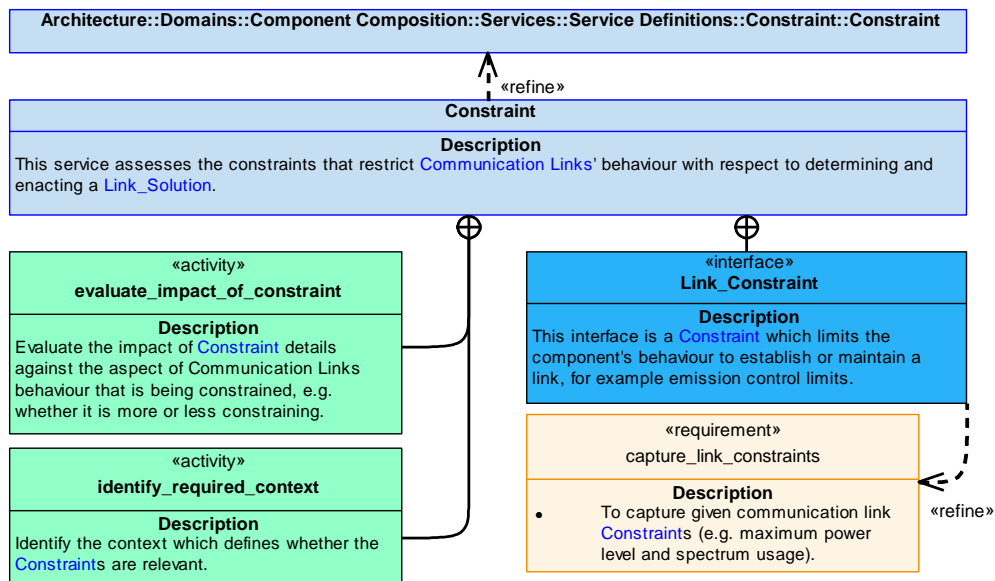 Architecture::Domains::Component Composition::Services::Service Definitions::Constraint::Constraint
«refine»
Constraint
Description
This service assesses the constraints that restrict Communication Links' behaviour with respect to determining and
enacting a Link_Solution.
«activity»
evaluate_impact_of_constraint
Description
Evaluate the impact of Constraint details
against the aspect of Communication Links
behaviour that is being constrained, e.g.
whether it is more or less constraining.
«activity»
identify_required_context
Description
Identify the context which defines whether the
Constraints are relevant.
«interface»
Link_Constraint
Description
This interface is a Constraint which limits the
component's behaviour to establish or maintain a
link, for example emission control limits.
«requirement»
capture_link_constraints
Description
• To capture given communication link
Constraints (e.g. maximum power
level and spectrum usage).
«refine»